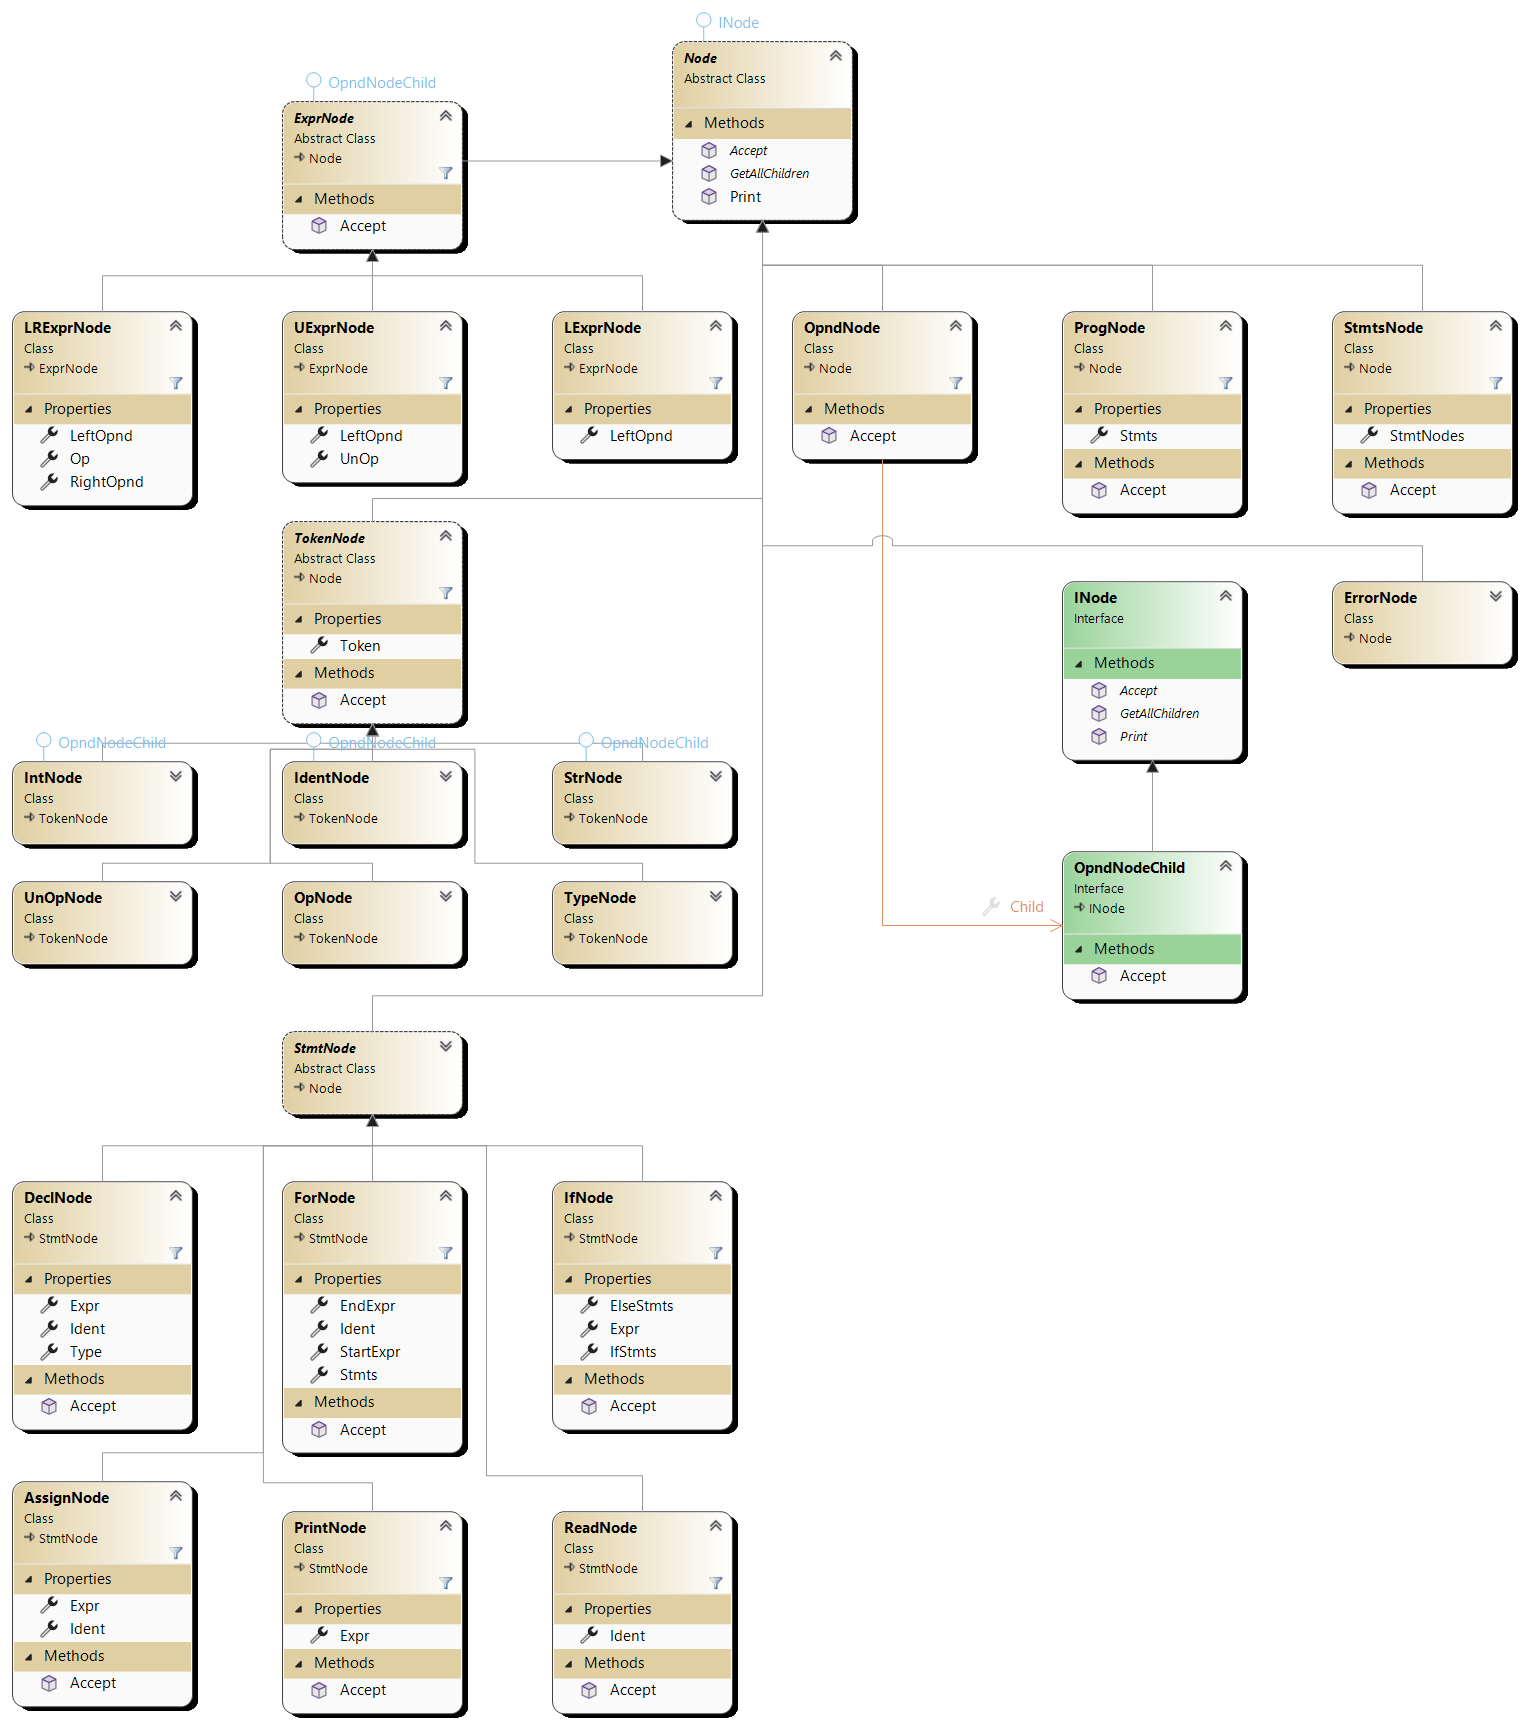 INode
Node
Abstract Class
Methods
Accept
GetAllChildren
Print
OpndNodeChild
ExprNode
Abstract Class
Node
Methods
Accept
LRExprNode
Class
ExprNode
Properties
LeftOpnd
Op
RightOpnd
UExprNode
Class
ExprNode
Properties
LeftOpnd
UnOp
LExprNode
Class
ExprNode
Properties
LeftOpnd
OpndNode
Class
Node
Methods
Accept
ProgNode
Class
Node
Properties
Stmts
Methods
Accept
StmtsNode
Class
Node
Properties
StmtNodes
Methods
Accept
TokenNode
Abstract Class
Node
Properties
Token
Methods
Accept
INode
Interface
Methods
Accept
GetAllChildren
Print
ErrorNode
Class
Node
OpndNodeChild
IntNode
Class
TokenNode
OpndNodeChild
IdentNode
Class
TokenNode
OpndNodeChild
StrNode
Class
TokenNode
UnOpNode
Class
TokenNode
OpNode
Class
TokenNode
TypeNode
Class
TokenNode
Child
OpndNodeChild
Interface
INode
Methods
Accept
StmtNode
Abstract Class
Node
DeclNode
Class
StmtNode
Properties
Expr
Ident
Type
Methods
Accept
ForNode
Class
StmtNode
Properties
EndExpr
Ident
StartExpr
Stmts
Methods
Accept
IfNode
Class
StmtNode
Properties
ElseStmts
Expr
IfStmts
Methods
Accept
AssignNode
Class
StmtNode
Properties
Expr
Ident
Methods
Accept
PrintNode
Class
StmtNode
Properties
Expr
Methods
Accept
ReadNode
Class
StmtNode
Properties
Ident
Methods
Accept